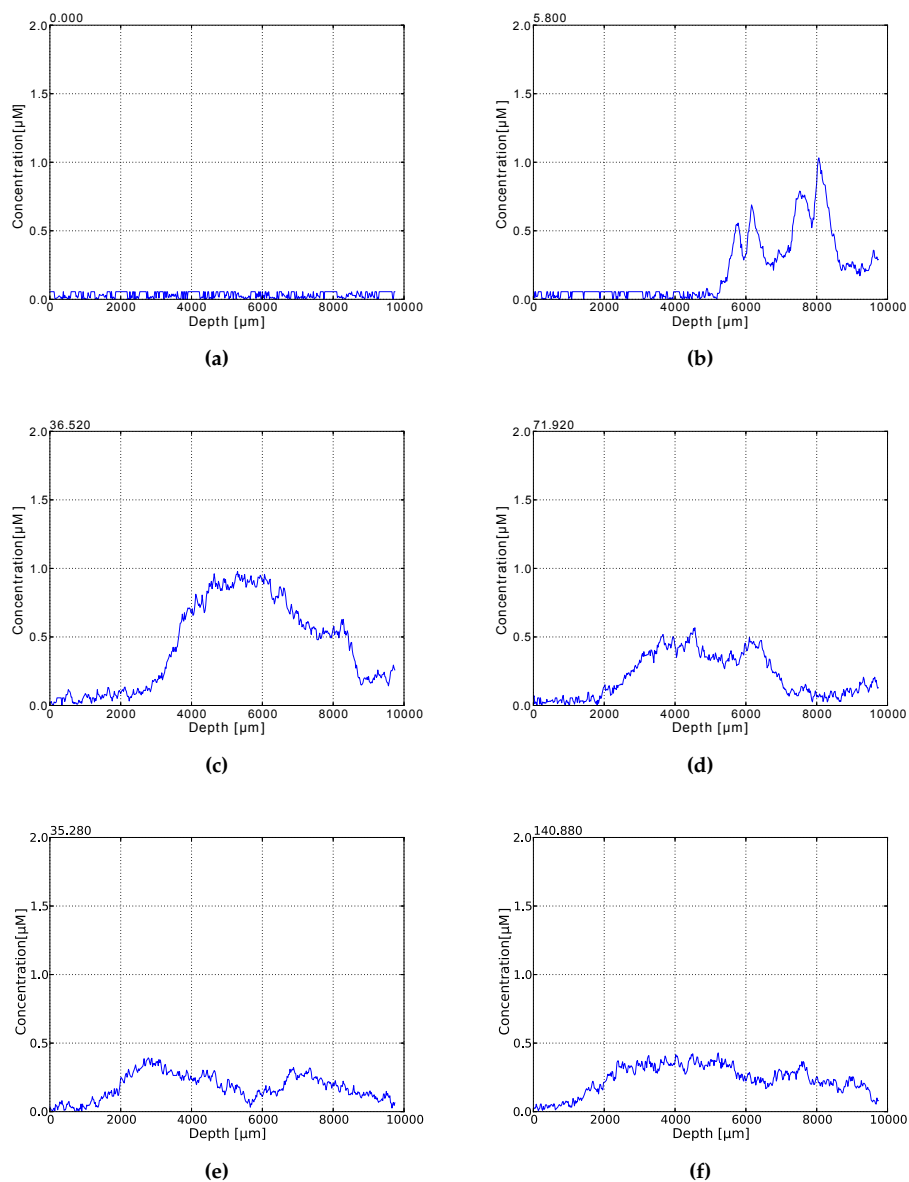 0.000
2.0
1.5
1.0
0.5
0.0
Concentration[µM]
0 2000 4000 6000 8000 10000
Depth [µm]
(a)
5.800
2.0
1.5
1.0
0.5
0.0
Concentration[µM ]
0 2000 4000 6000 8000 10000
Depth [µm]
(b)
36.520
2.0
1.5
1.0
0.5
0.0
Concentration[µM ]
0 2000 4000 6000 8000 10000
Depth [µm]
(c)
71.920
2.0
1.5
1.0
0.5
0.0
Concentration[µM ]
0 2000 4000 6000 8000 10000
Depth [µm]
(d)
35.280
2.0
1.5
1.0
0.5
0.0
Concentration[µM]
0 2000 4000 6000 8000 10000
Depth [µm]
(e)
140.880
2.0
1.5
1.0
0.5
0.0
Concentration[µM]
0 2000 4000 6000 8000 10000
Depth [µm]
(f)